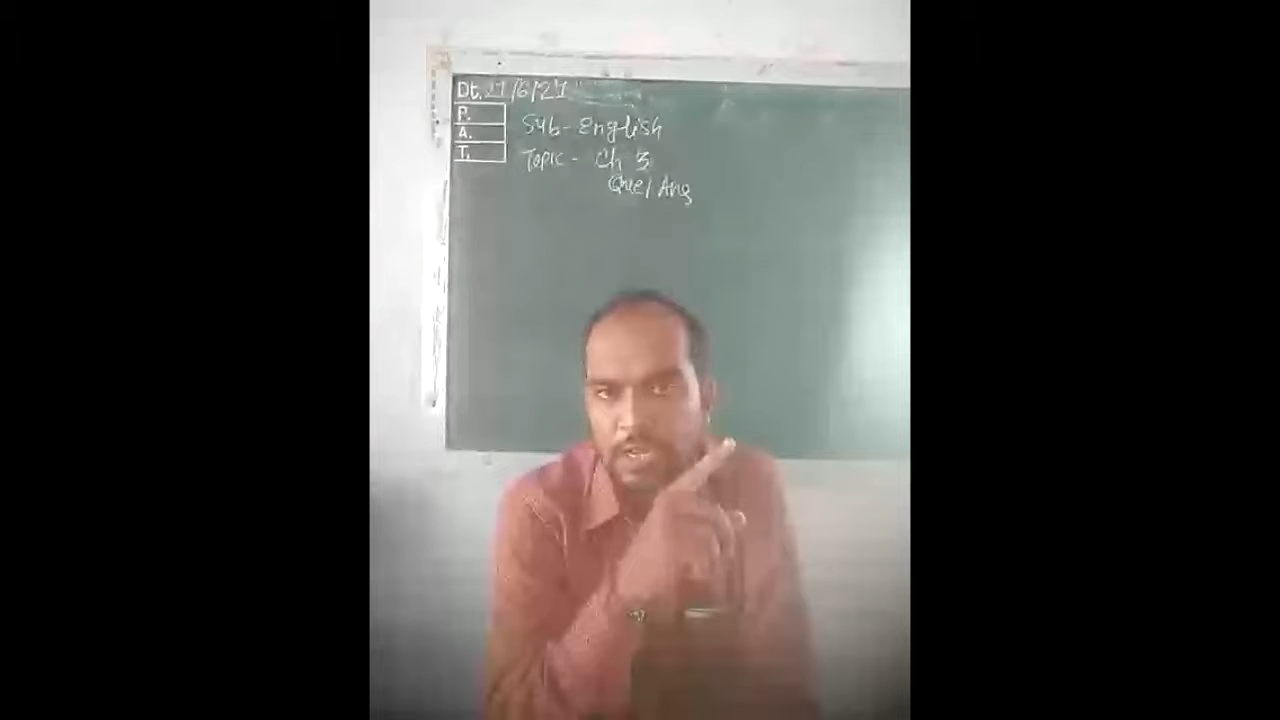 Dt. 21/6/21
P.
A.
T.
Sub - English
Topic - Ch 3
Que/Ans